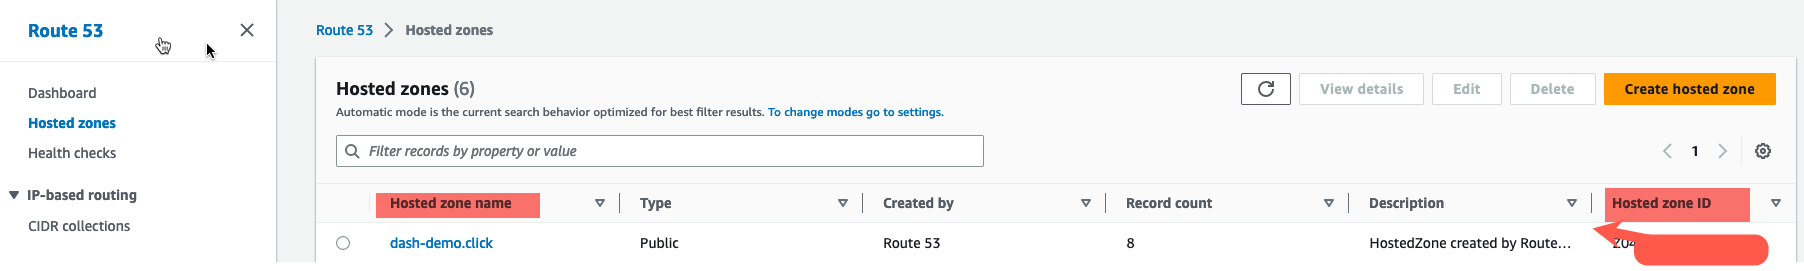 Route 53
Route 53 Hosted zones
Dashboard
Hosted zones
Health checks
IP-based routing
CIDR collections
Hosted zones (6)
View details Edit Delete Create hosted zone
Automatic mode is the current search behavior optimized for best filter results. To change modes go to settings.
Filter records by property or value
1
Hosted zone name Type Created by Record count Description Hosted zone ID
dash-demo.click Public Route 53 8 HostedZone created by Route...